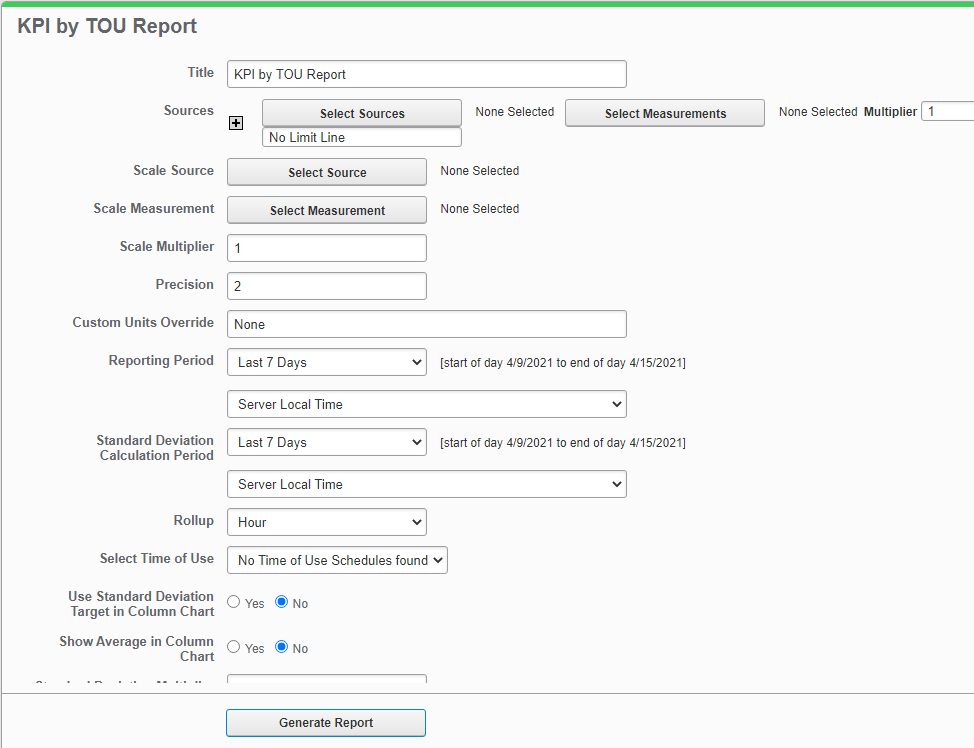 KPI by TOU Report
Title
KPI by TOU Report
Sources
Select Sources
None Selected
Select Measurements
None Selected
Multiplier
1
No Limit Line
Scale Source
Select Source
None Selected
Scale Measurement
Select Measurement
None Selected
Scale Multiplier
1
Precision
2
Custom Units Override
None
Reporting Period
Last 7 Days
[start of day 4/9/2021 to end of day 4/15/2021]
Server Local Time
Standard Deviation
Calculation Period
Last 7 Days
[start of day 4/9/2021 to end of day 4/15/2021]
Server Local Time
Rollup
Hour
Select Time of Use
No Time of Use Schedules found
Use Standard Deviation
Target in Column Chart
Yes
No
Show Average in Column
Chart
Yes
No
Generate Report